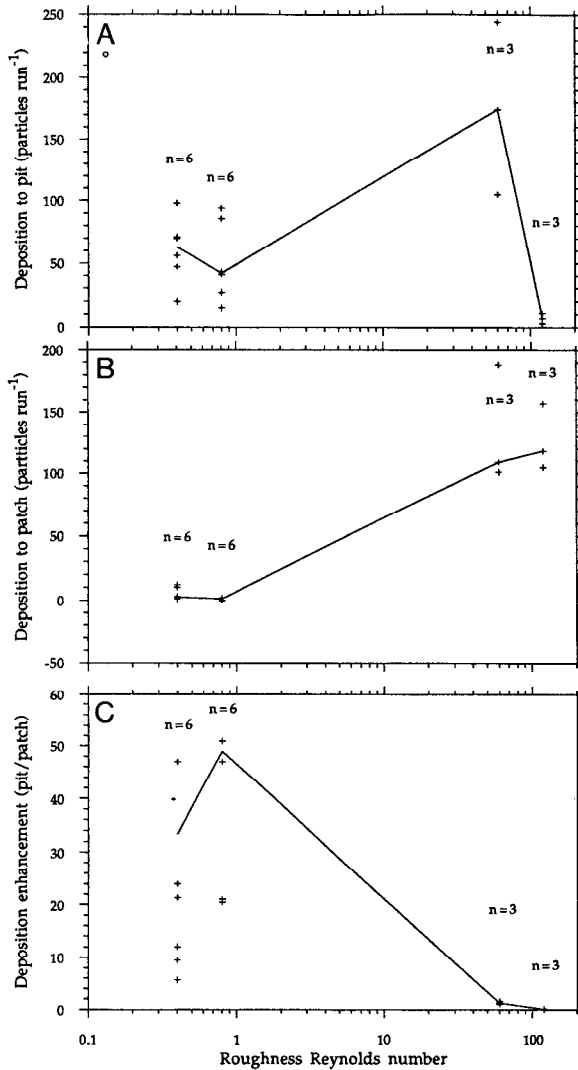 A
Deposition to pit (particles run-1)
250
200
150
100
50
0
n=6
n=6
n=3
n=3
B
Deposition to patch (partticles run-1)
200
150
100
50
0
-50
n=6
n=6
n=3
n=3
C
Deposition enhancement (pit/patch)
60
50
40
30
20
10
0
n=6
n=6
n=3
n=3
0.1
1
10
100
Roughness Reynolds number